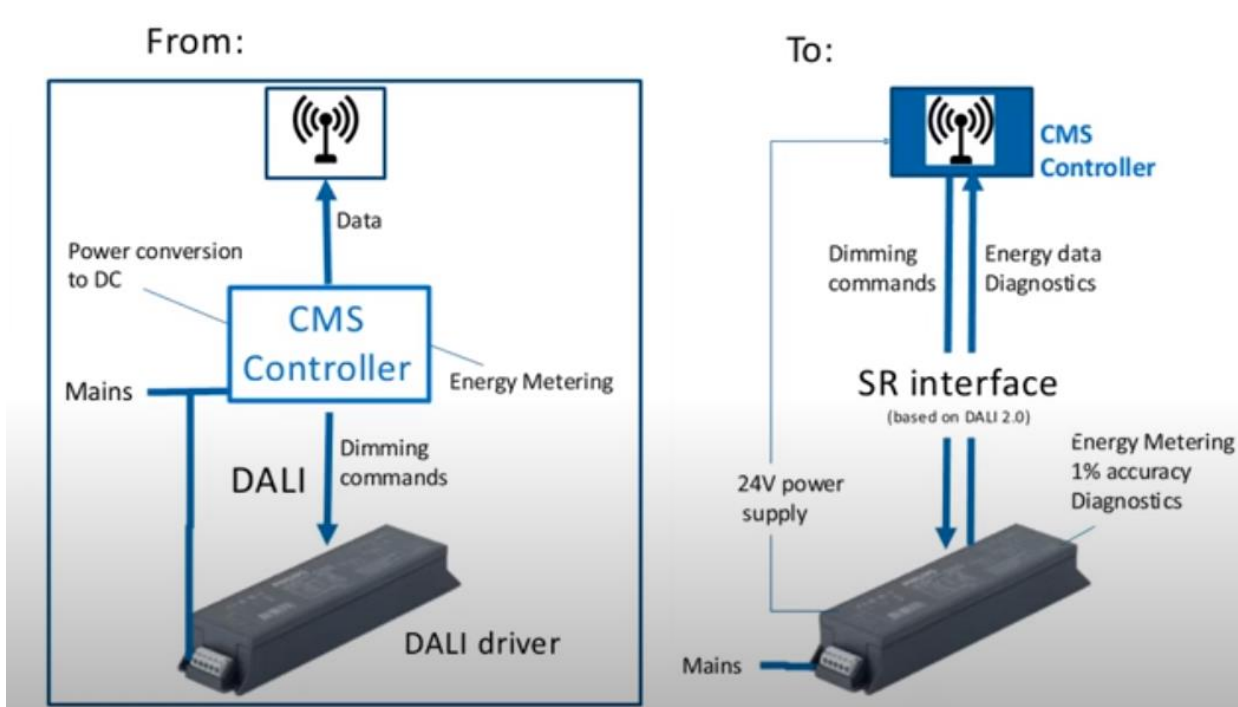 From:
Data
Power conversion
to DC
CMS
Controller
Mains
Energy Metering
Dimming
commands
DALI
DALI driver
To:
CMS
Controller
Dimming
commands
Energy data
Diagnostics
SR interface
(based on DALI 2.0)
Energy Metering
1% accuracy
Diagnostics
24V power
supply
Mains